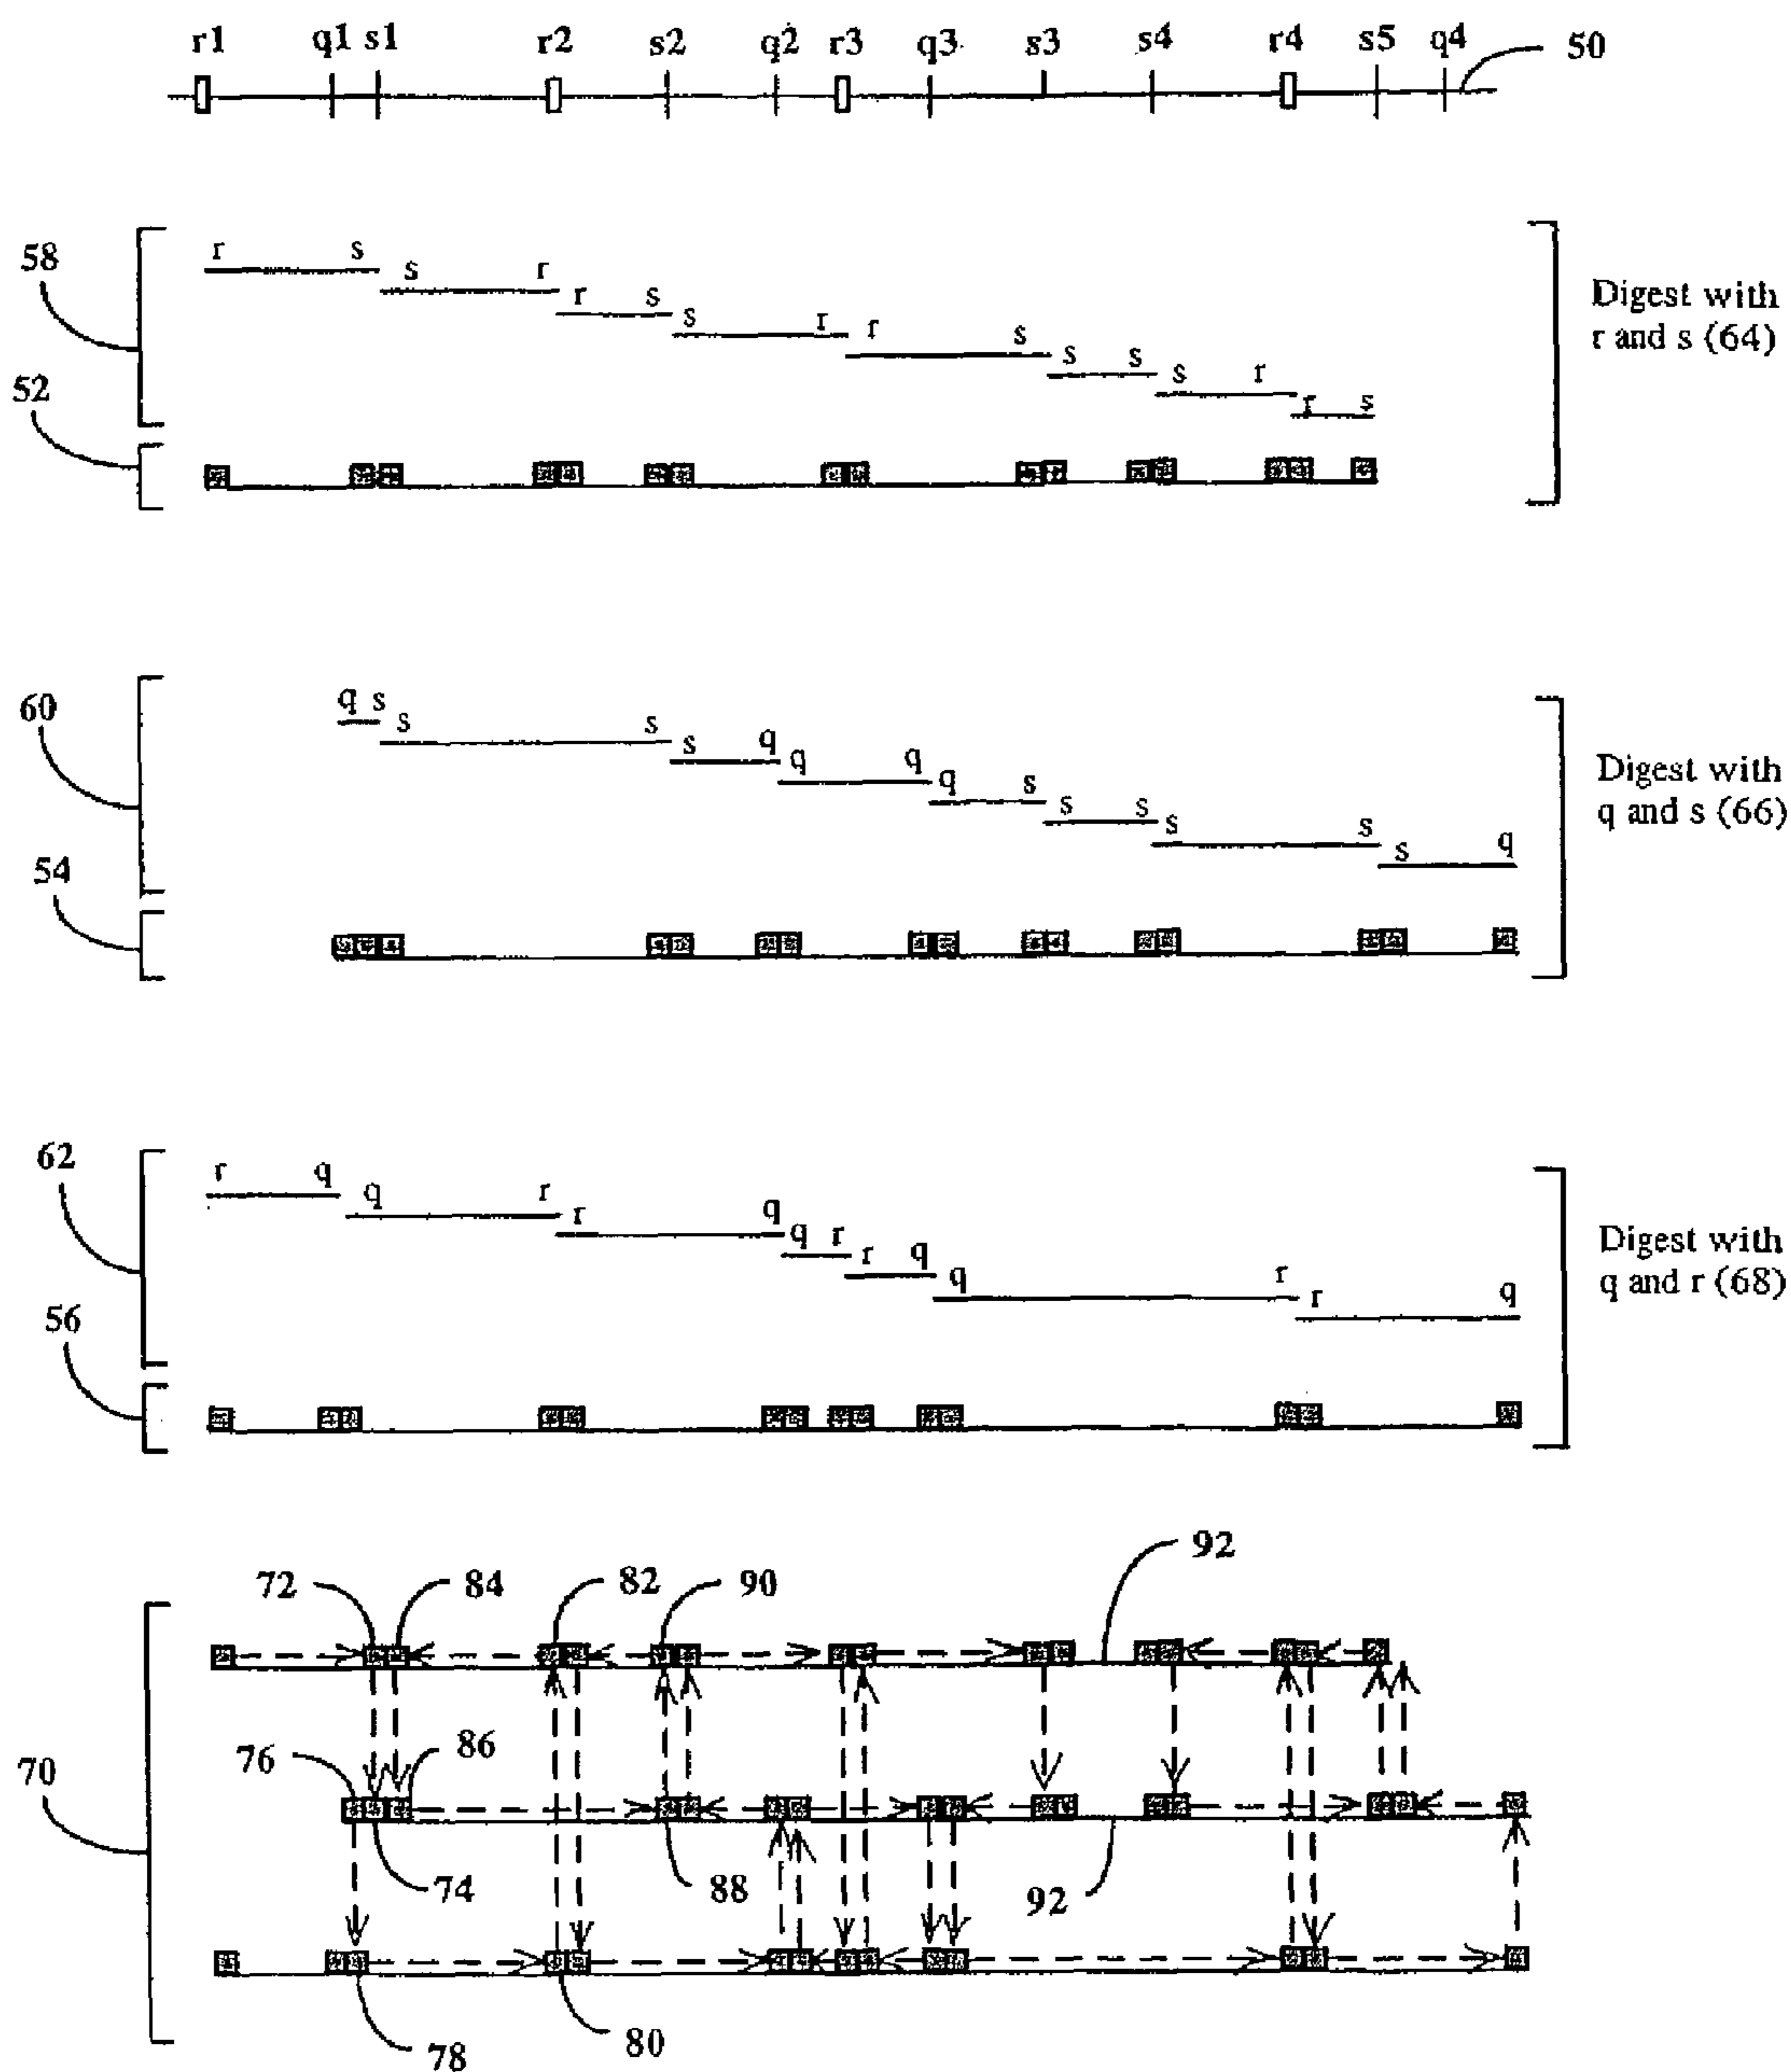 r1 q1 s1 r2 s2 q2 r3 q3 s3 s4 r4 s5 q4
50
58
r s
s r
r s
s r
r s
s s
s r
r s
Digest with
r and s (64)
52
60
q s
s s
s q
q q
q s
s s
s s
s q
Digest with
q and s (66)
54
62
r q
q r
r q
q r
r q
q r
r q
Digest with
q and r (68)
56
92
72 84 82 90
76 86
70
74 88 92
78 80